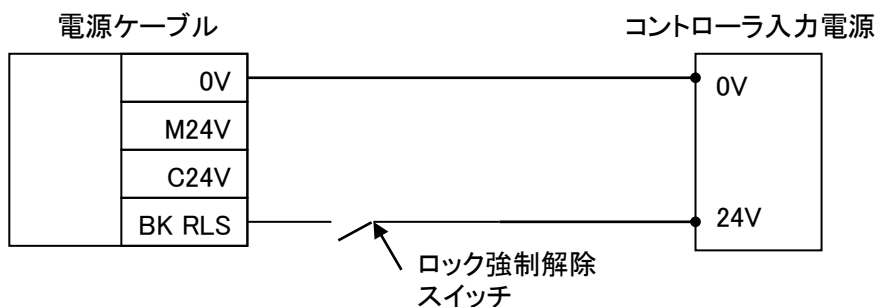 電源ケーブル
コントローラ入力電源
0V
M24V
C24V
BK RLS
0V
24V
ロック強制解除
スイッチ